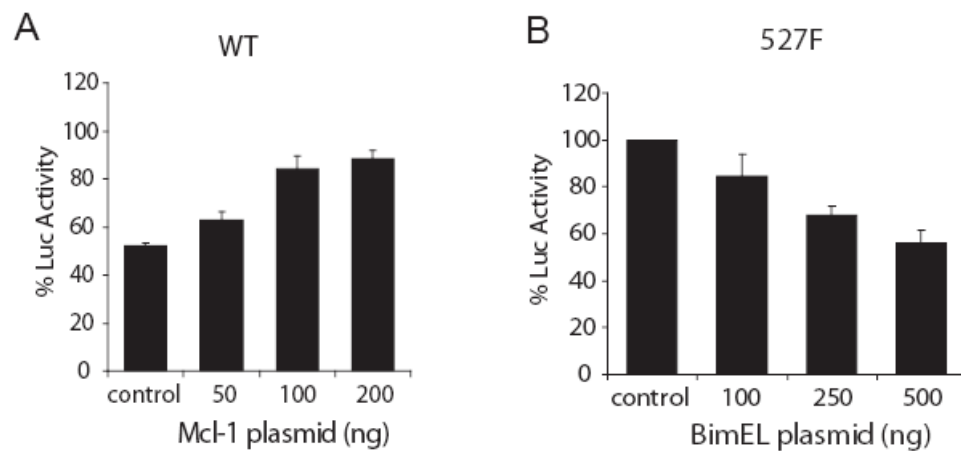 A
WT
% Luc Activity
120
100
80
60
40
20
0
control 50 100 200
Mcl-1 plasmid (ng)
B
527F
% Luc Activity
120
100
80
60
40
20
0
control 100 250 500
BimEL plasmid (ng)